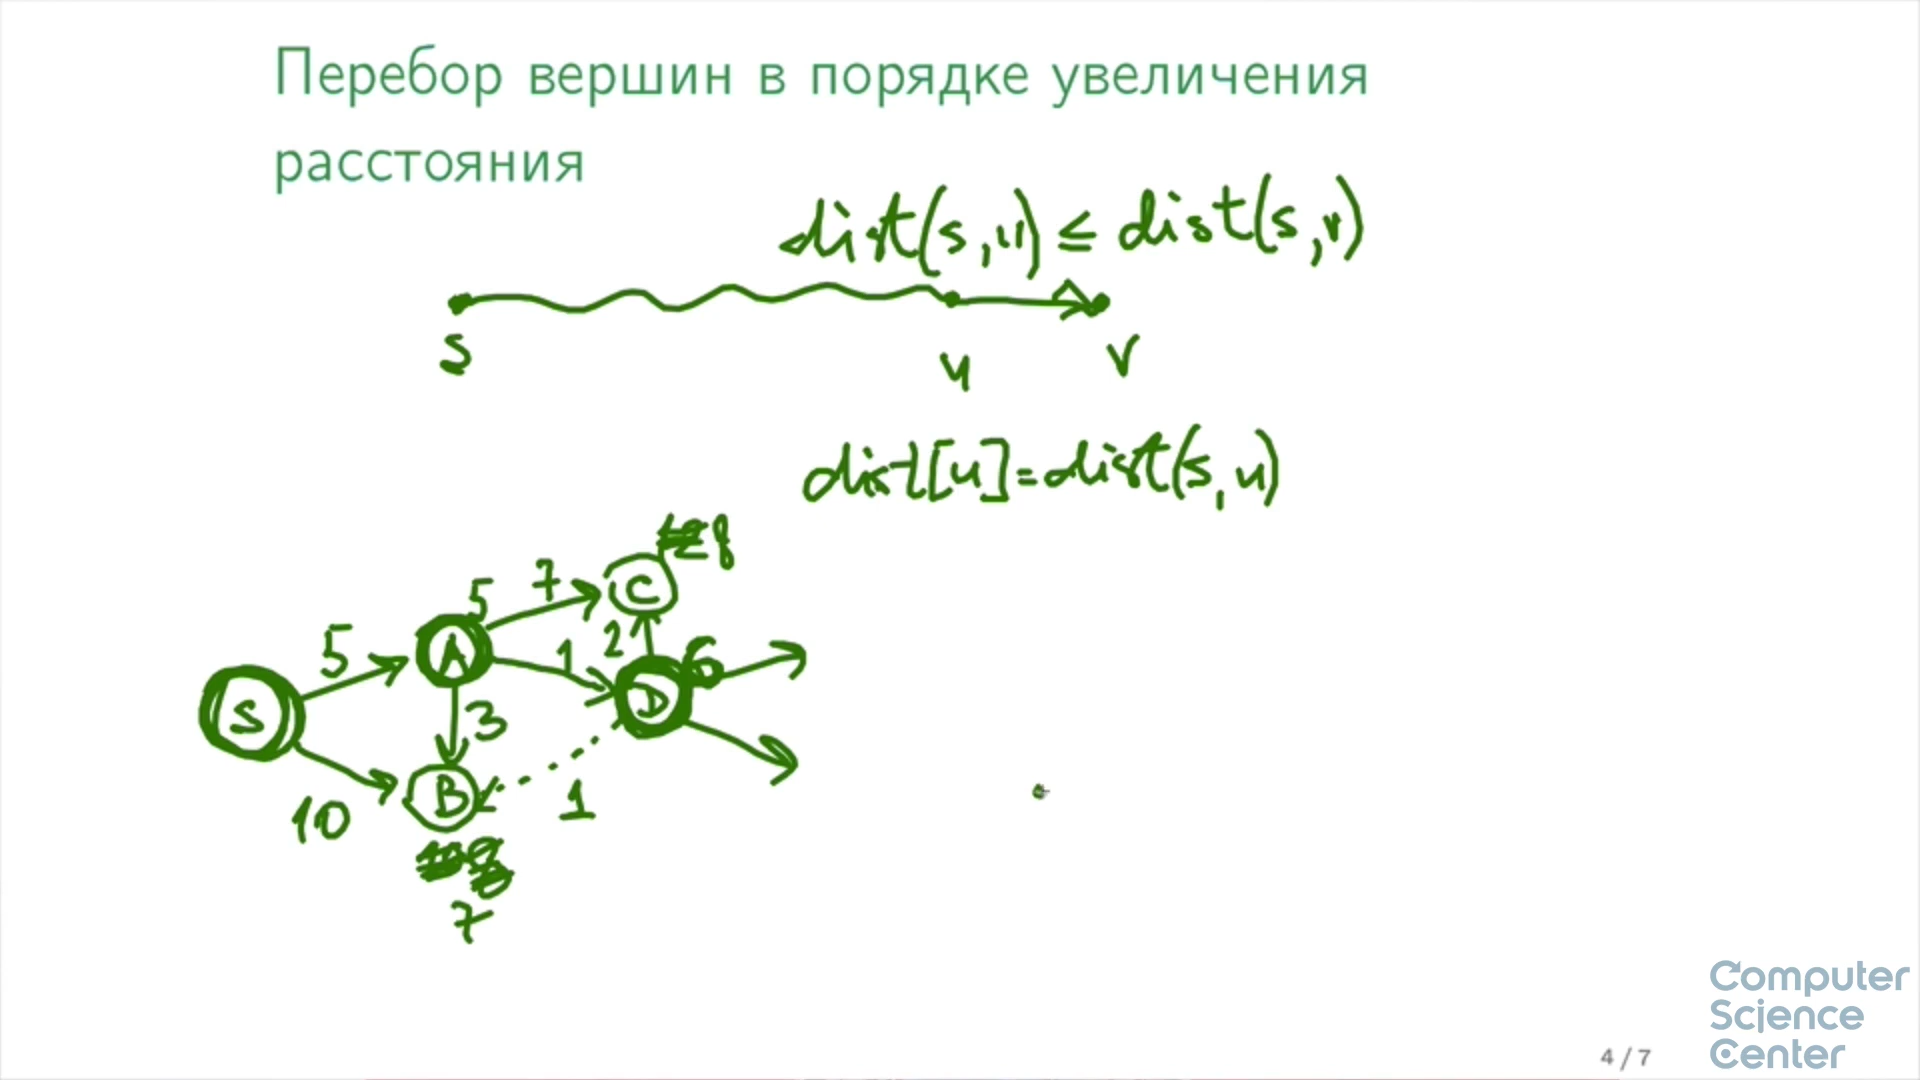 Перебор вершин в порядке увеличения
расстояния
dist(s,u) ≤ dist(s,v)
s u v
dist[u]=dist(s,u)
8
5 7 C
5 A 1 2 6
S 3 D
10 B 1
7
Computer
Science
Center
4 / 7